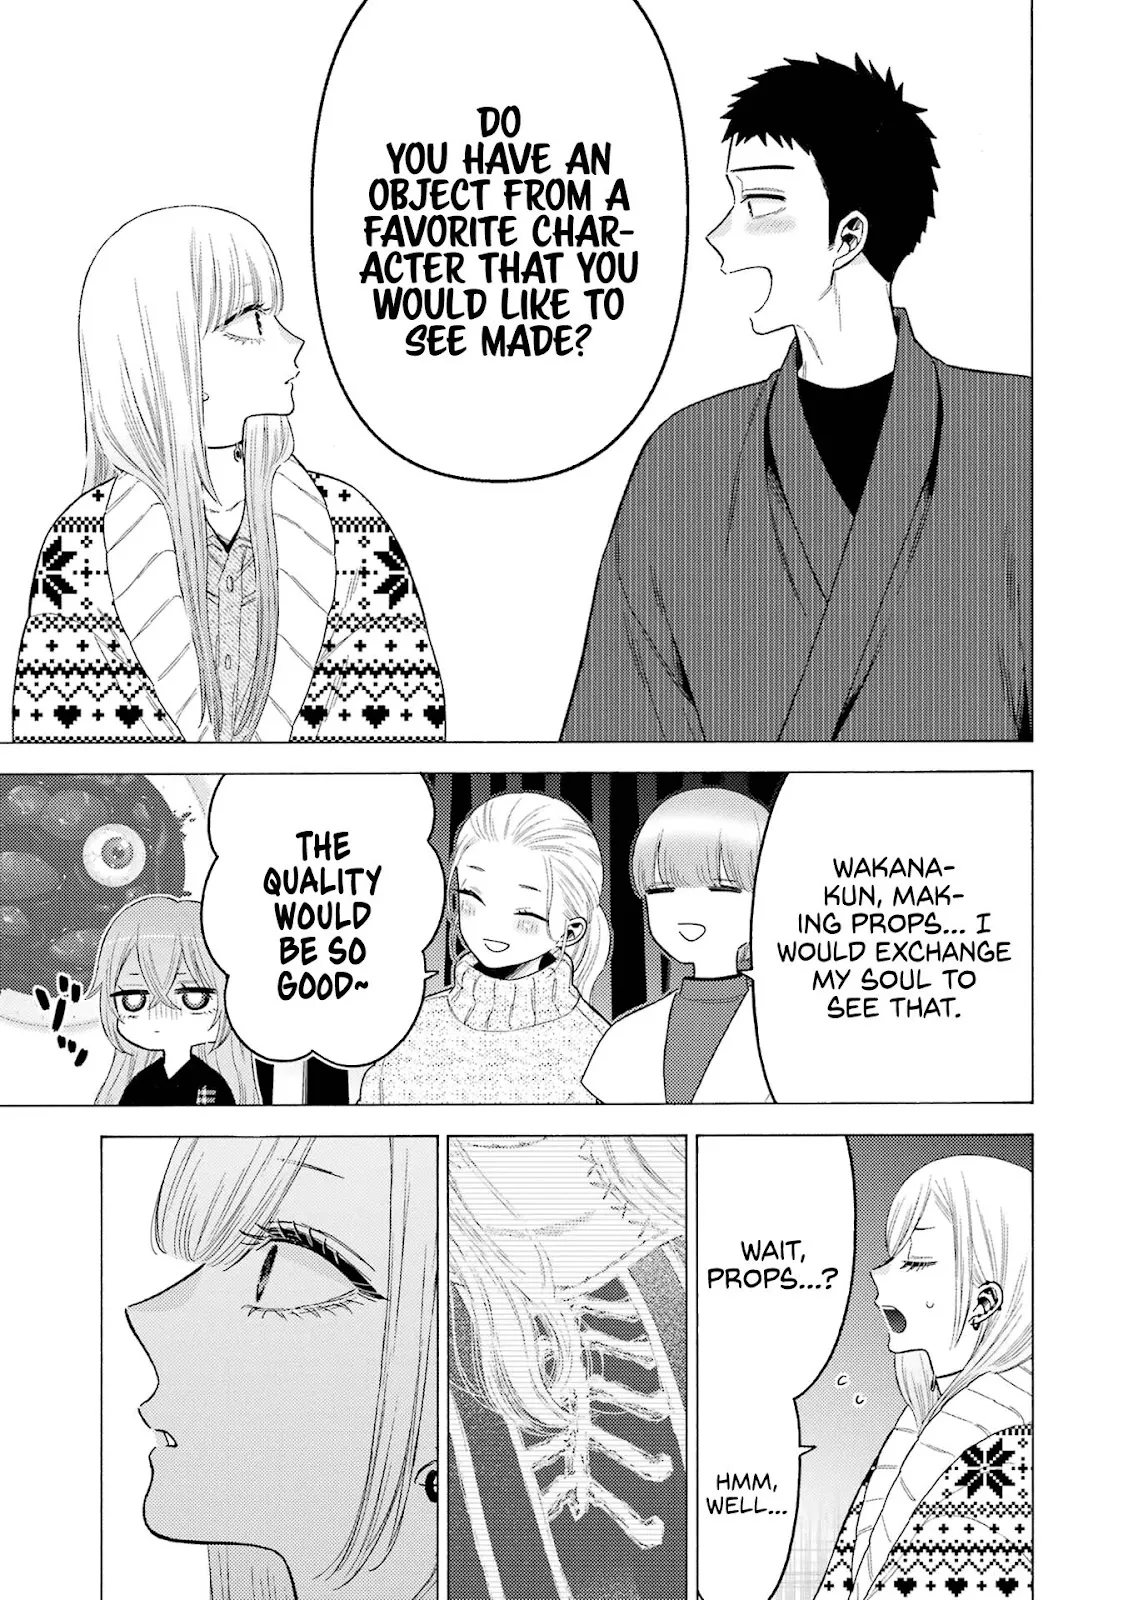 DO
YOU HAVE AN
OBJECT FROM A
FAVORITE CHAR-
ACTER THAT YOU
WOULD LIKE TO
SEE MADE?
WAKANA-
KUN, MAK-
ING PROPS... I
WOULD EXCHANGE
MY SOUL TO
SEE THAT.
THE
QUALITY
WOULD
BE SO
GOOD~
WAIT,
PROPS...?
HMM,
WELL...